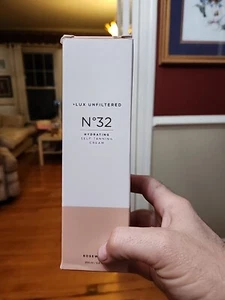 +LUX UNFILTERED
N°32
HYDRATING
SELF TANNING
CREAM